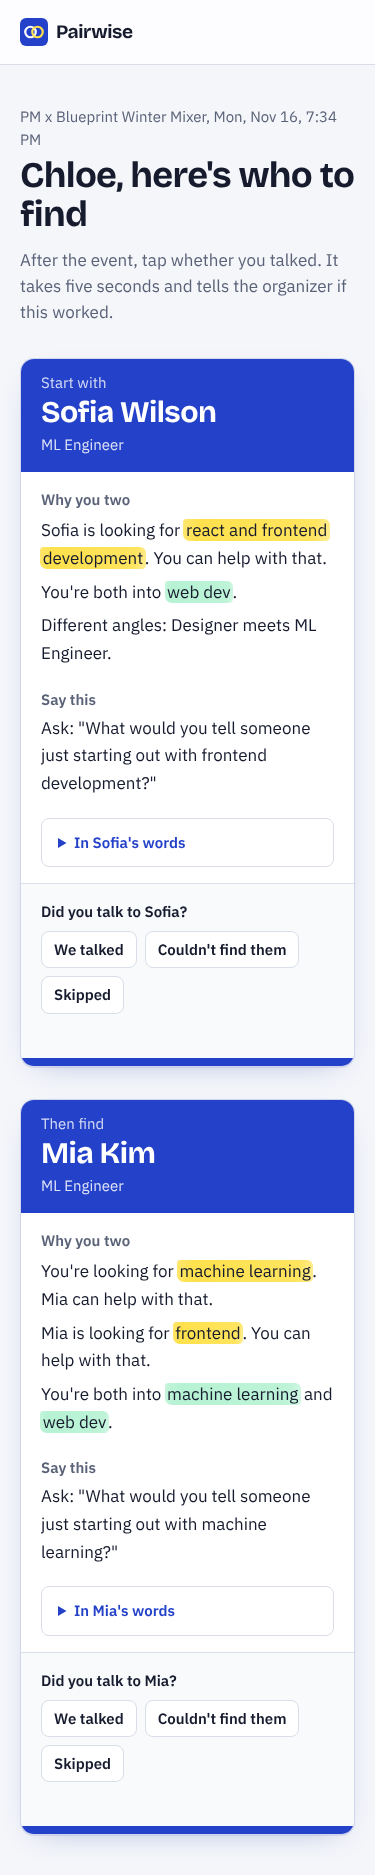 Pairwise
PM x Blueprint Winter Mixer, Mon, Nov 16, 7:34
PM
Chloe, here's who to
find
After the event, tap whether you talked. It
takes five seconds and tells the organizer if
this worked.
Start with
Sofia Wilson
ML Engineer
Why you two
Sofia is looking for react and frontend
development. You can help with that.
You're both into web dev.
Different angles: Designer meets ML
Engineer.
Say this
Ask: "What would you tell someone
just starting out with frontend
development?"
In Sofia's words
Did you talk to Sofia?
We talked
Couldn't find them
Skipped
Then find
Mia Kim
ML Engineer
Why you two
You're looking for machine learning.
Mia can help with that.
Mia is looking for frontend. You can
help with that.
You're both into machine learning and
web dev.
Say this
Ask: "What would you tell someone
just starting out with machine
learning?"
In Mia's words
Did you talk to Mia?
We talked
Couldn't find them
Skipped